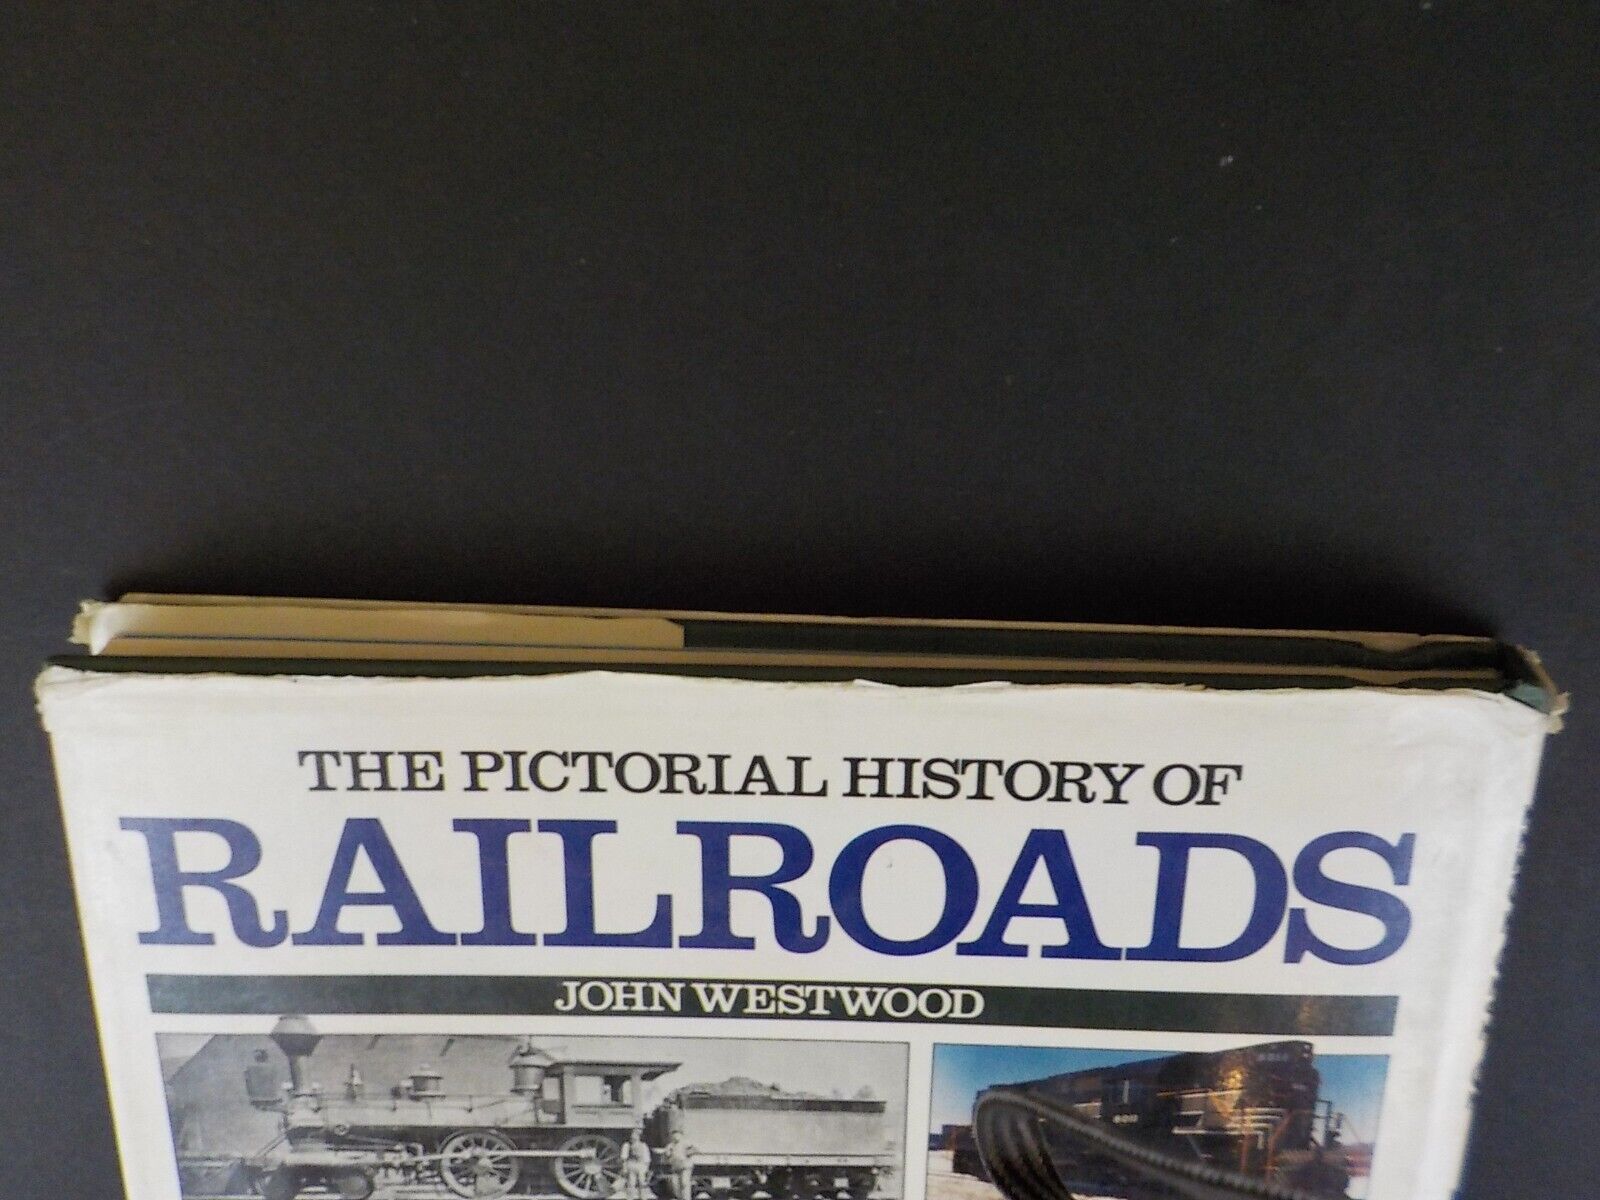 THE PICTORIAL HISTORY OF
RAILROADS
JOHN WESTWOOD